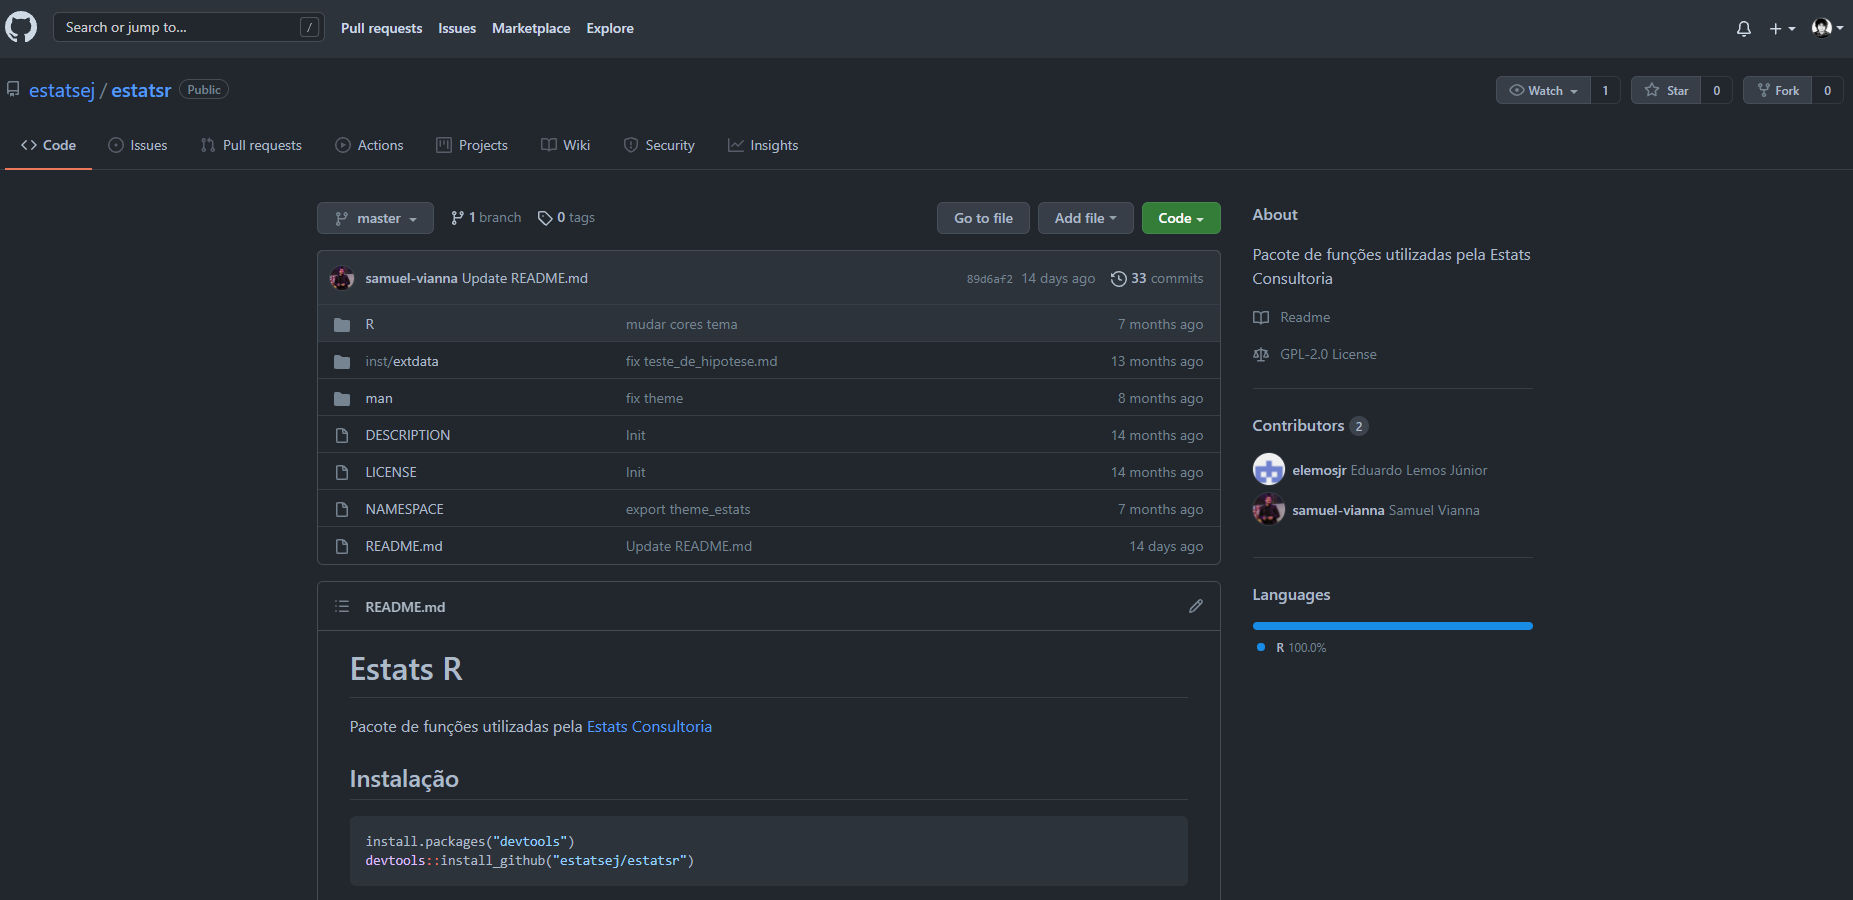 Search or jump to... /
Pull requests Issues Marketplace Explore
estatsej / estatsr Public
Watch 1 Star 0 Fork 0
Code Issues Pull requests Actions Projects Wiki Security Insights
master 1 branch 0 tags Go to file Add file Code
samuel-vianna Update README.md 89d6af2 14 days ago 33 commits
R mudar cores tema 7 months ago
inst/extdata fix teste_de_hipotese.md 13 months ago
man fix theme 8 months ago
DESCRIPTION Init 14 months ago
LICENSE Init 14 months ago
NAMESPACE export theme_estats 7 months ago
README.md Update README.md 14 days ago
README.md
Estats R
Pacote de funções utilizadas pela Estats Consultoria
Instalação
install.packages("devtools")
devtools::install_github("estatsej/estatsr")
About
Pacote de funções utilizadas pela Estats
Consultoria
Readme
GPL-2.0 License
Contributors 2
elemosjr Eduardo Lemos Júnior
samuel-vianna Samuel Vianna
Languages
R 100.0%